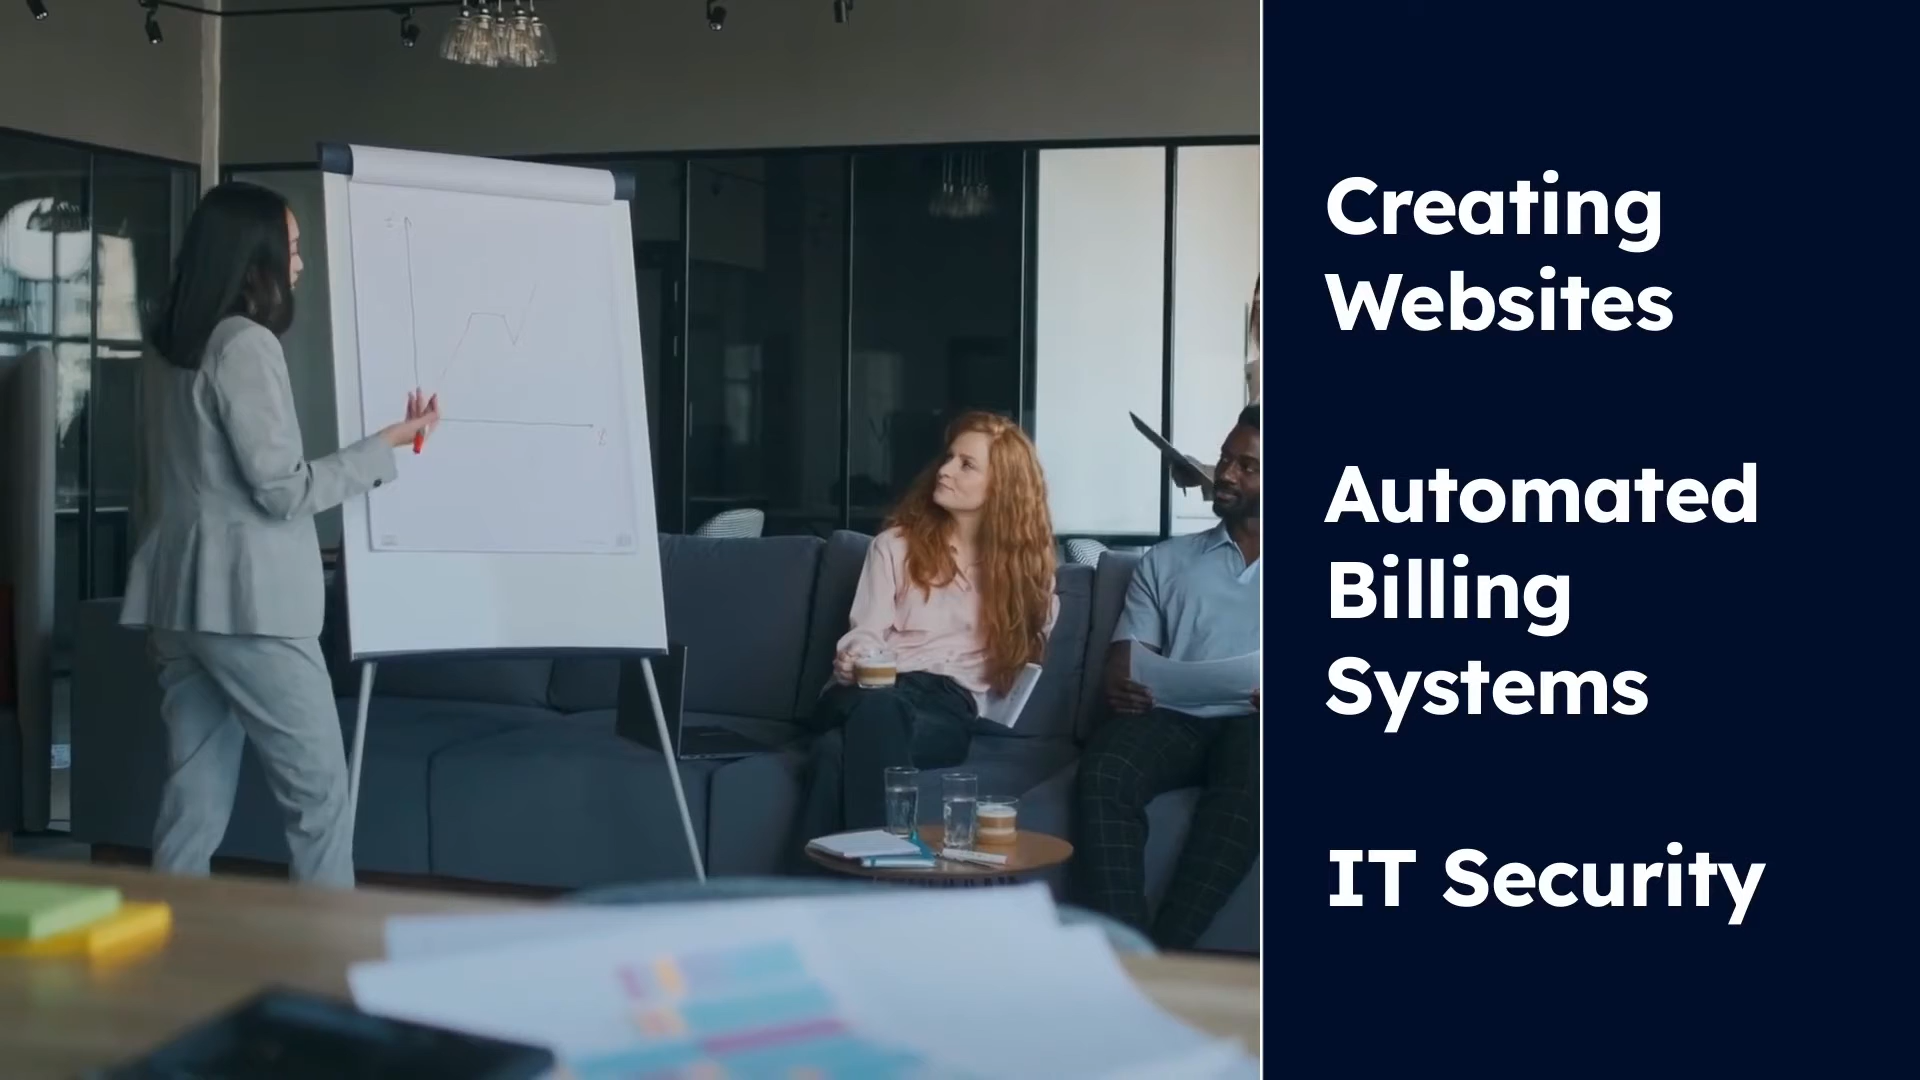 Creating
Websites
Automated
Billing
Systems
IT Security